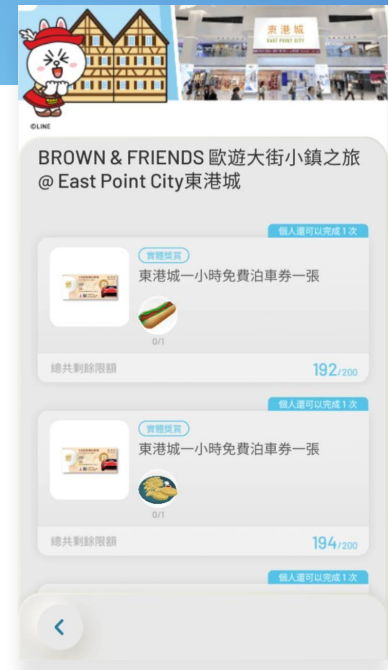 東港城
EAST POINT CITY
©LINE
BROWN & FRIENDS 歐遊大街小鎮之旅
@ East Point City東港城
個人還可以完成1次
實體獎賞
東港城一小時免費泊車券一張
0/1
總共剩餘限額
192/200
個人還可以完成1次
實體獎賞
東港城一小時免費泊車券一張
0/1
總共剩餘限額
194/200
個人還可以完成1次